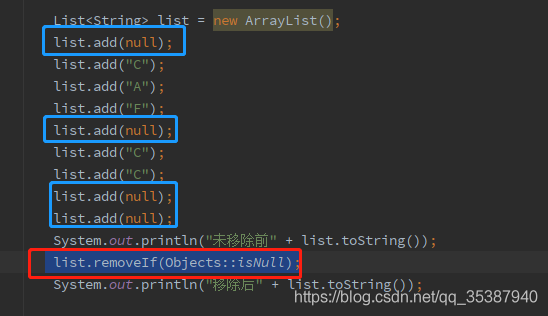 List<String> list = new ArrayList();
list.add(null);
list.add("C");
list.add("A");
list.add("F");
list.add(null);
list.add("C");
list.add("C");
list.add(null);
list.add(null);
System.out.println("未移除前" + list.toString());
list.removeIf(Objects::isNull);
System.out.println("移除后" + list.toString());
https://blog.csdn.net/qq_35387940